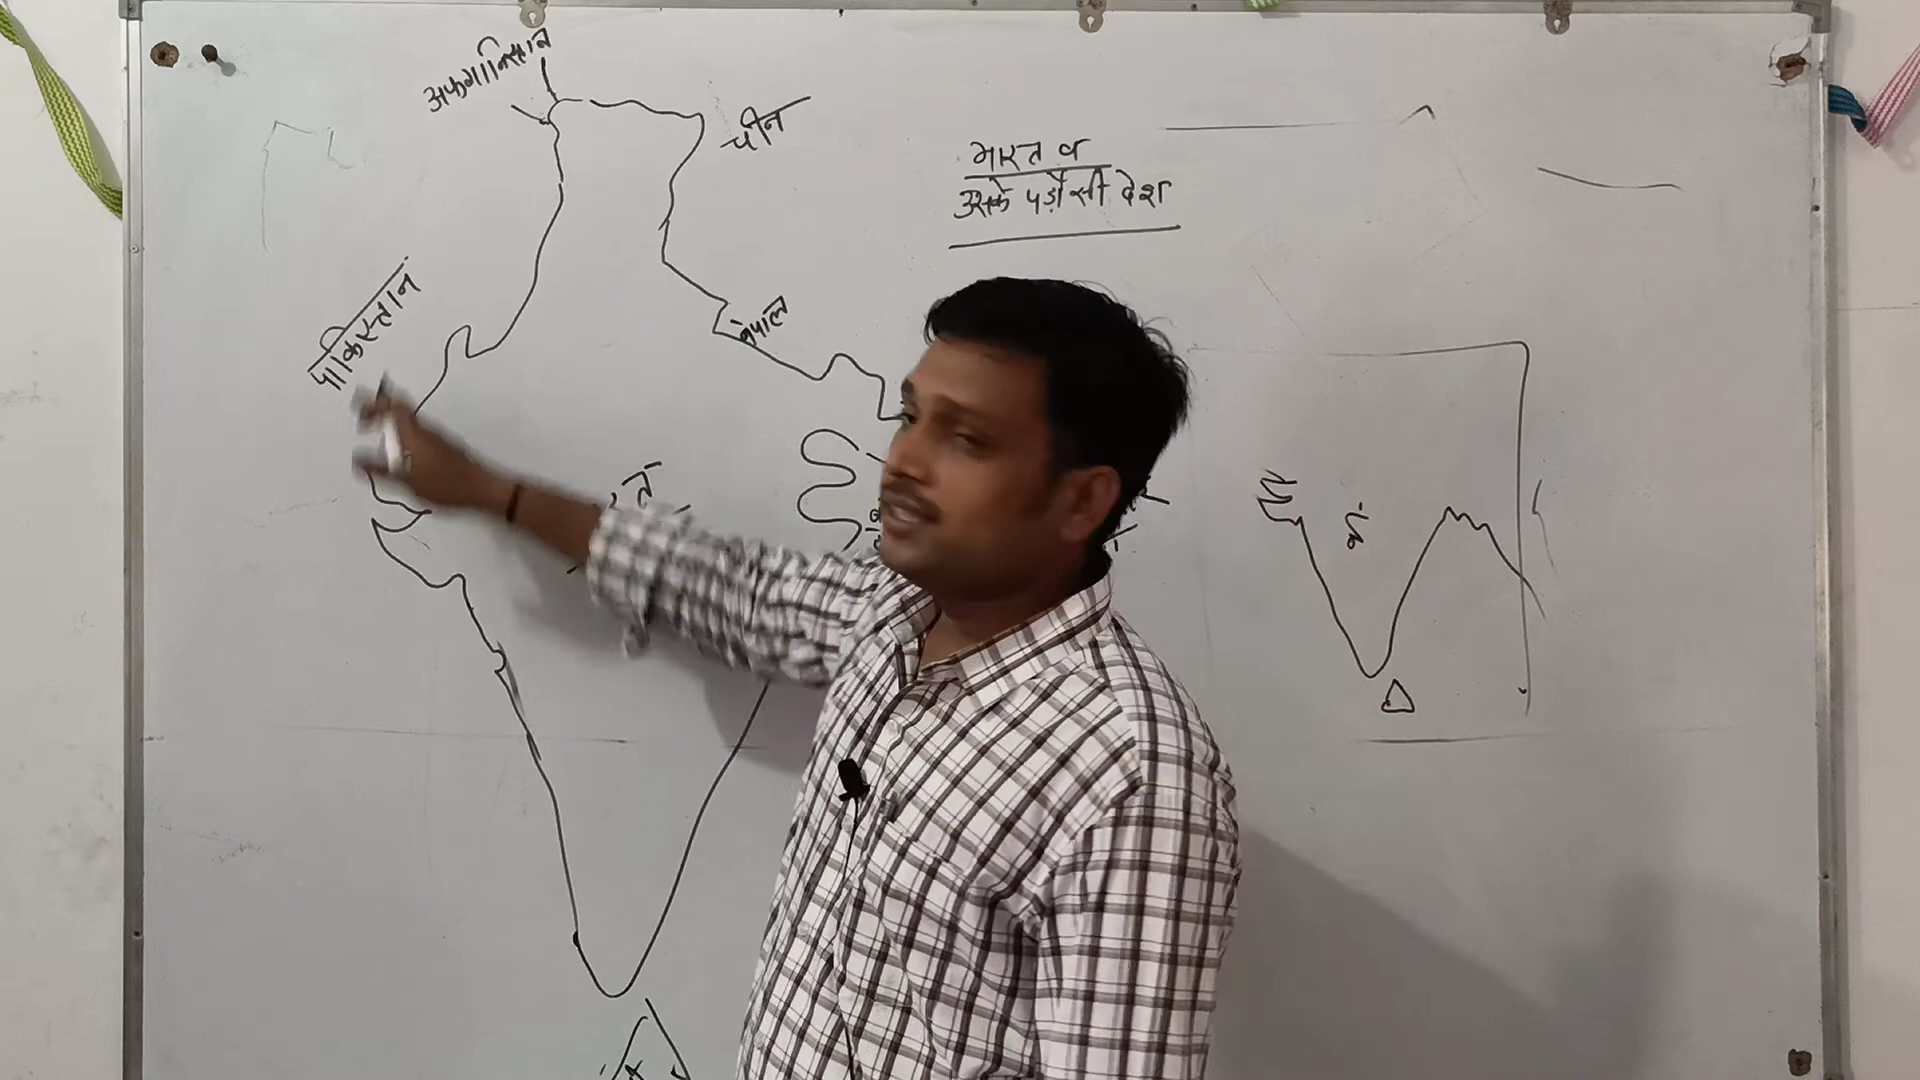 अफगानिस्तान
चीन
भारत व
उसके पड़ोसी देश
पाकिस्तान
नेपाल